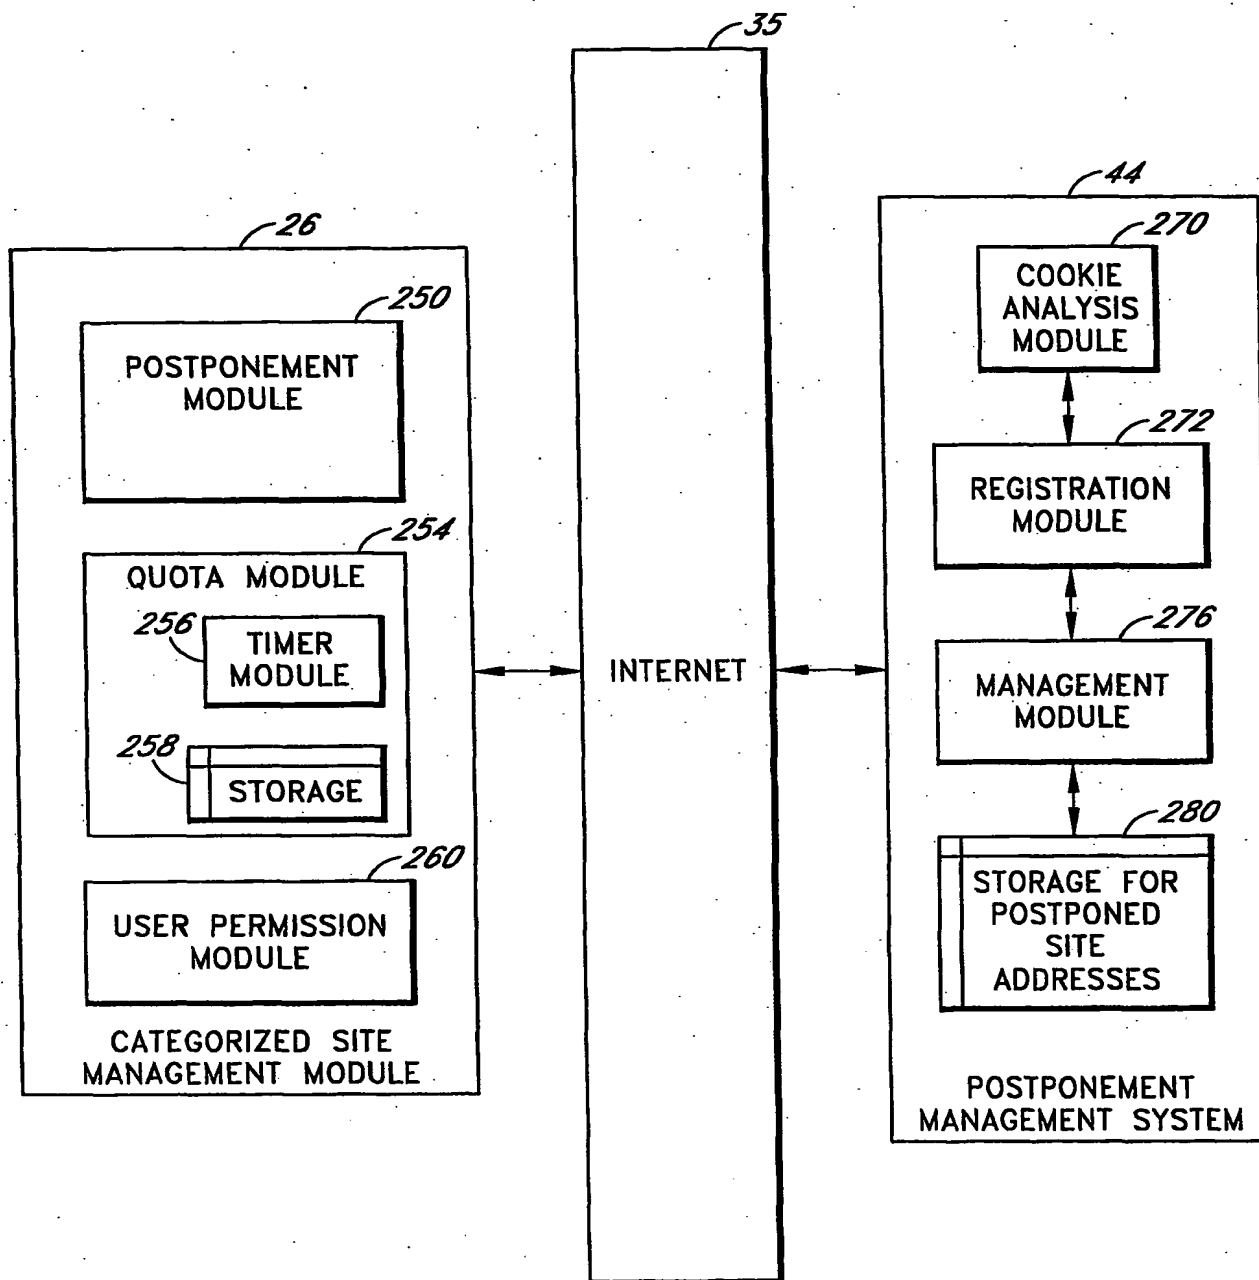 35
26
250
POSTPONEMENT
MODULE
254
QUOTA MODULE
256
TIMER
MODULE
258
STORAGE
260
USER PERMISSION
MODULE
CATEGORIZED SITE
MANAGEMENT MODULE
INTERNET
44
270
COOKIE
ANALYSIS
MODULE
272
REGISTRATION
MODULE
276
MANAGEMENT
MODULE
280
STORAGE FOR
POSTPONED
SITE
ADDRESSES
POSTPONEMENT
MANAGEMENT SYSTEM